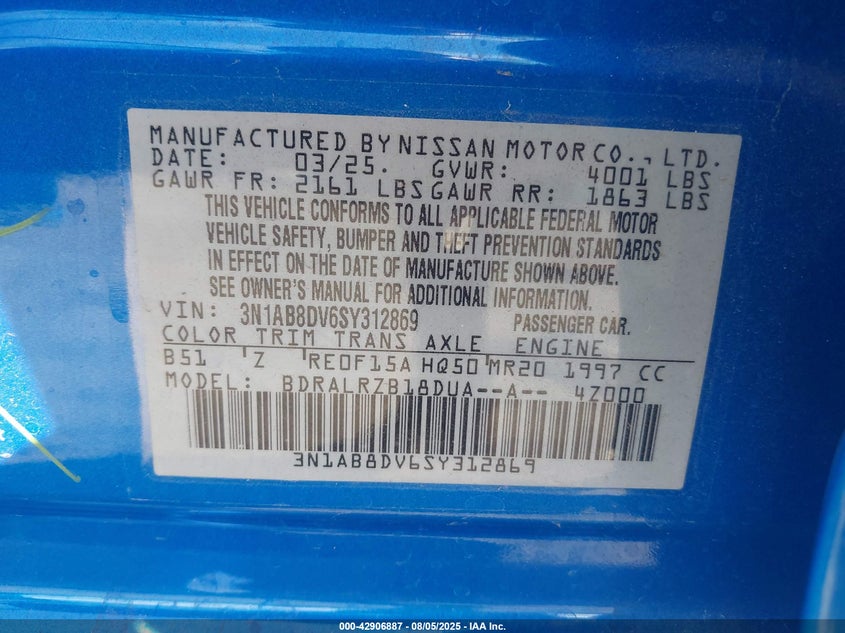 MANUFACTURED BY NISSAN MOTOR CO., LTD.
DATE: 03/25. GVWR: 4001 LBS
GAWR FR: 2161 LBS GAWR RR: 1863 LBS
THIS VEHICLE CONFORMS TO ALL APPLICABLE FEDERAL MOTOR
VEHICLE SAFETY, BUMPER AND THEFT PREVENTION STANDARDS
IN EFFECT ON THE DATE OF MANUFACTURE SHOWN ABOVE.
SEE OWNER'S MANUAL FOR ADDITIONAL INFORMATION.
VIN: 3N1AB8DV6SY312869 PASSENGER CAR.
COLOR TRIM TRANS AXLE ENGINE
B51 Z RE0F15A HQ50 MR20 1997 CC
MODEL: BDRALRZB18DUA--A-- 4Z000
3N1AB8DV6SY312869
000-42906887 - 08/05/2025 - IAA Inc.